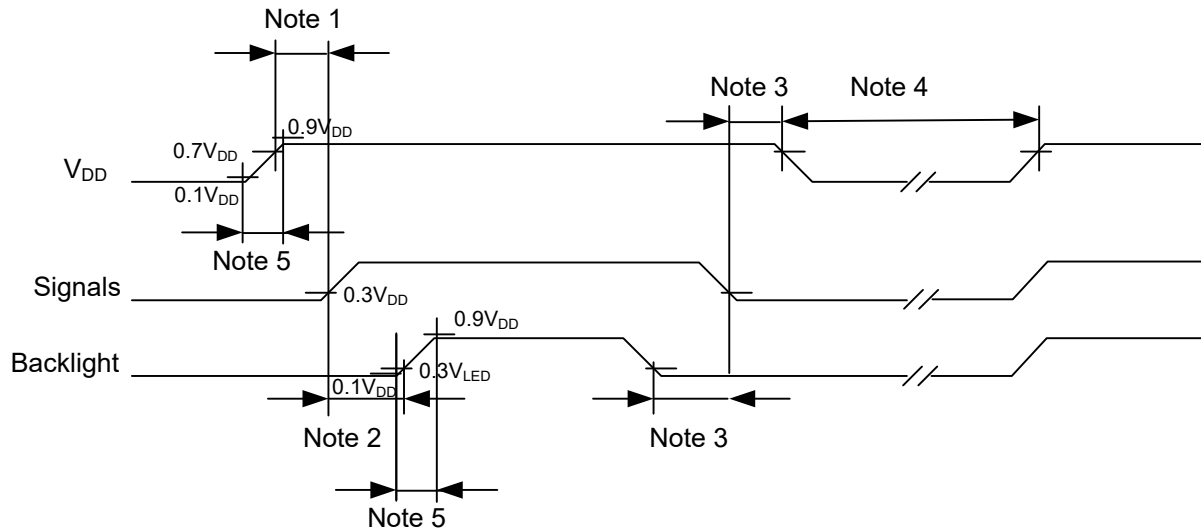 Note 1
Note 3
Note 4
0.9VDD
0.7VDD
VDD
0.1VDD
Note 5
Signals
0.3VDD
0.9VDD
Backlight
0.3VLED
0.1VDD
Note 2
Note 3
Note 5